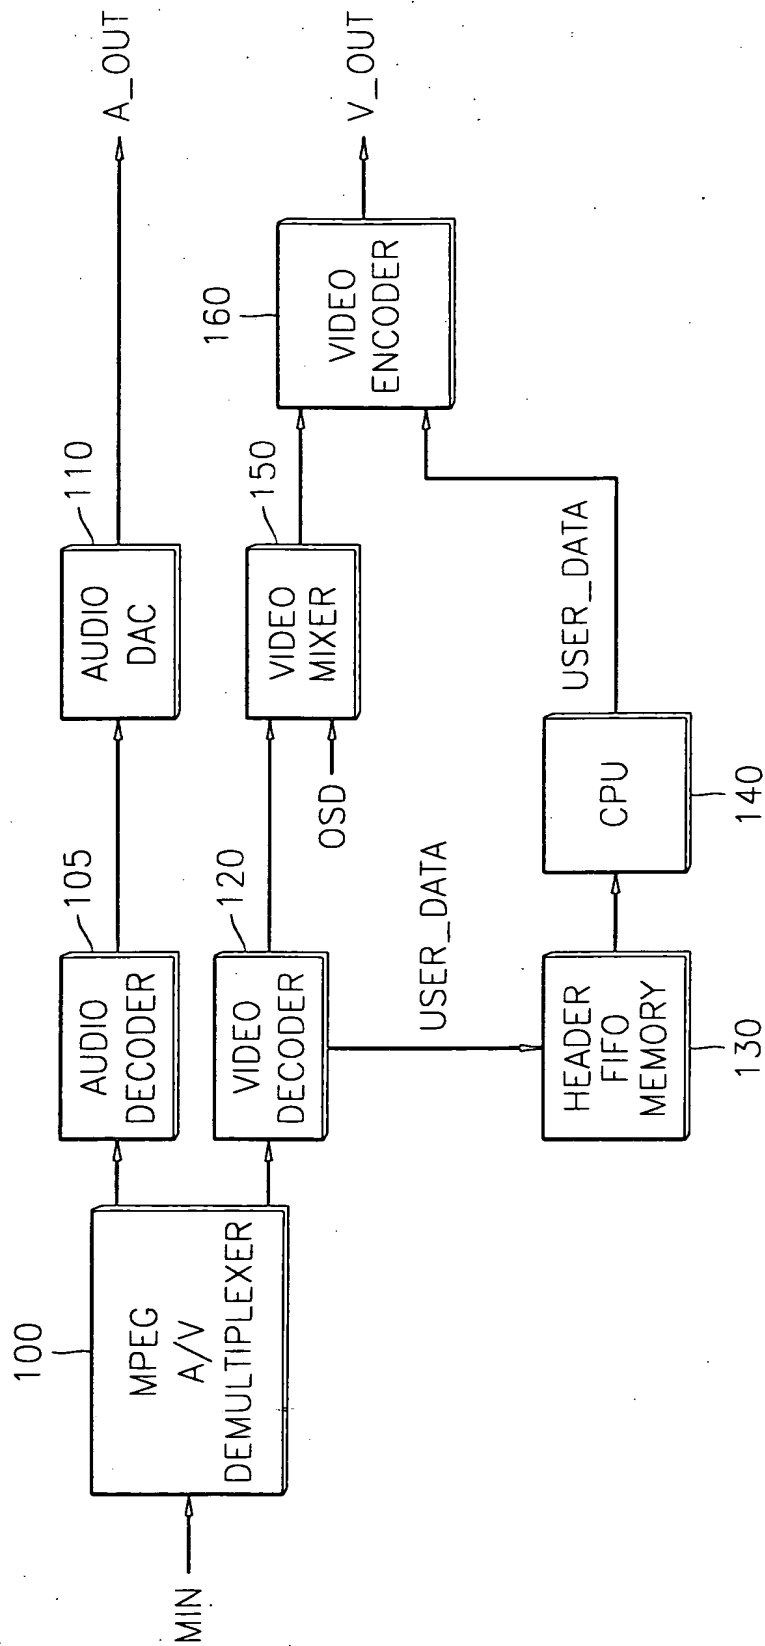 MIN
100
MPEG
A/V
DEMULTIPLEXER
105
AUDIO
DECODER
110
AUDIO
DAC
A_OUT
120
VIDEO
DECODER
OSD
150
VIDEO
MIXER
160
VIDEO
ENCODER
V_OUT
USER_DATA
HEADER
FIFO
MEMORY
130
CPU
140
USER_DATA